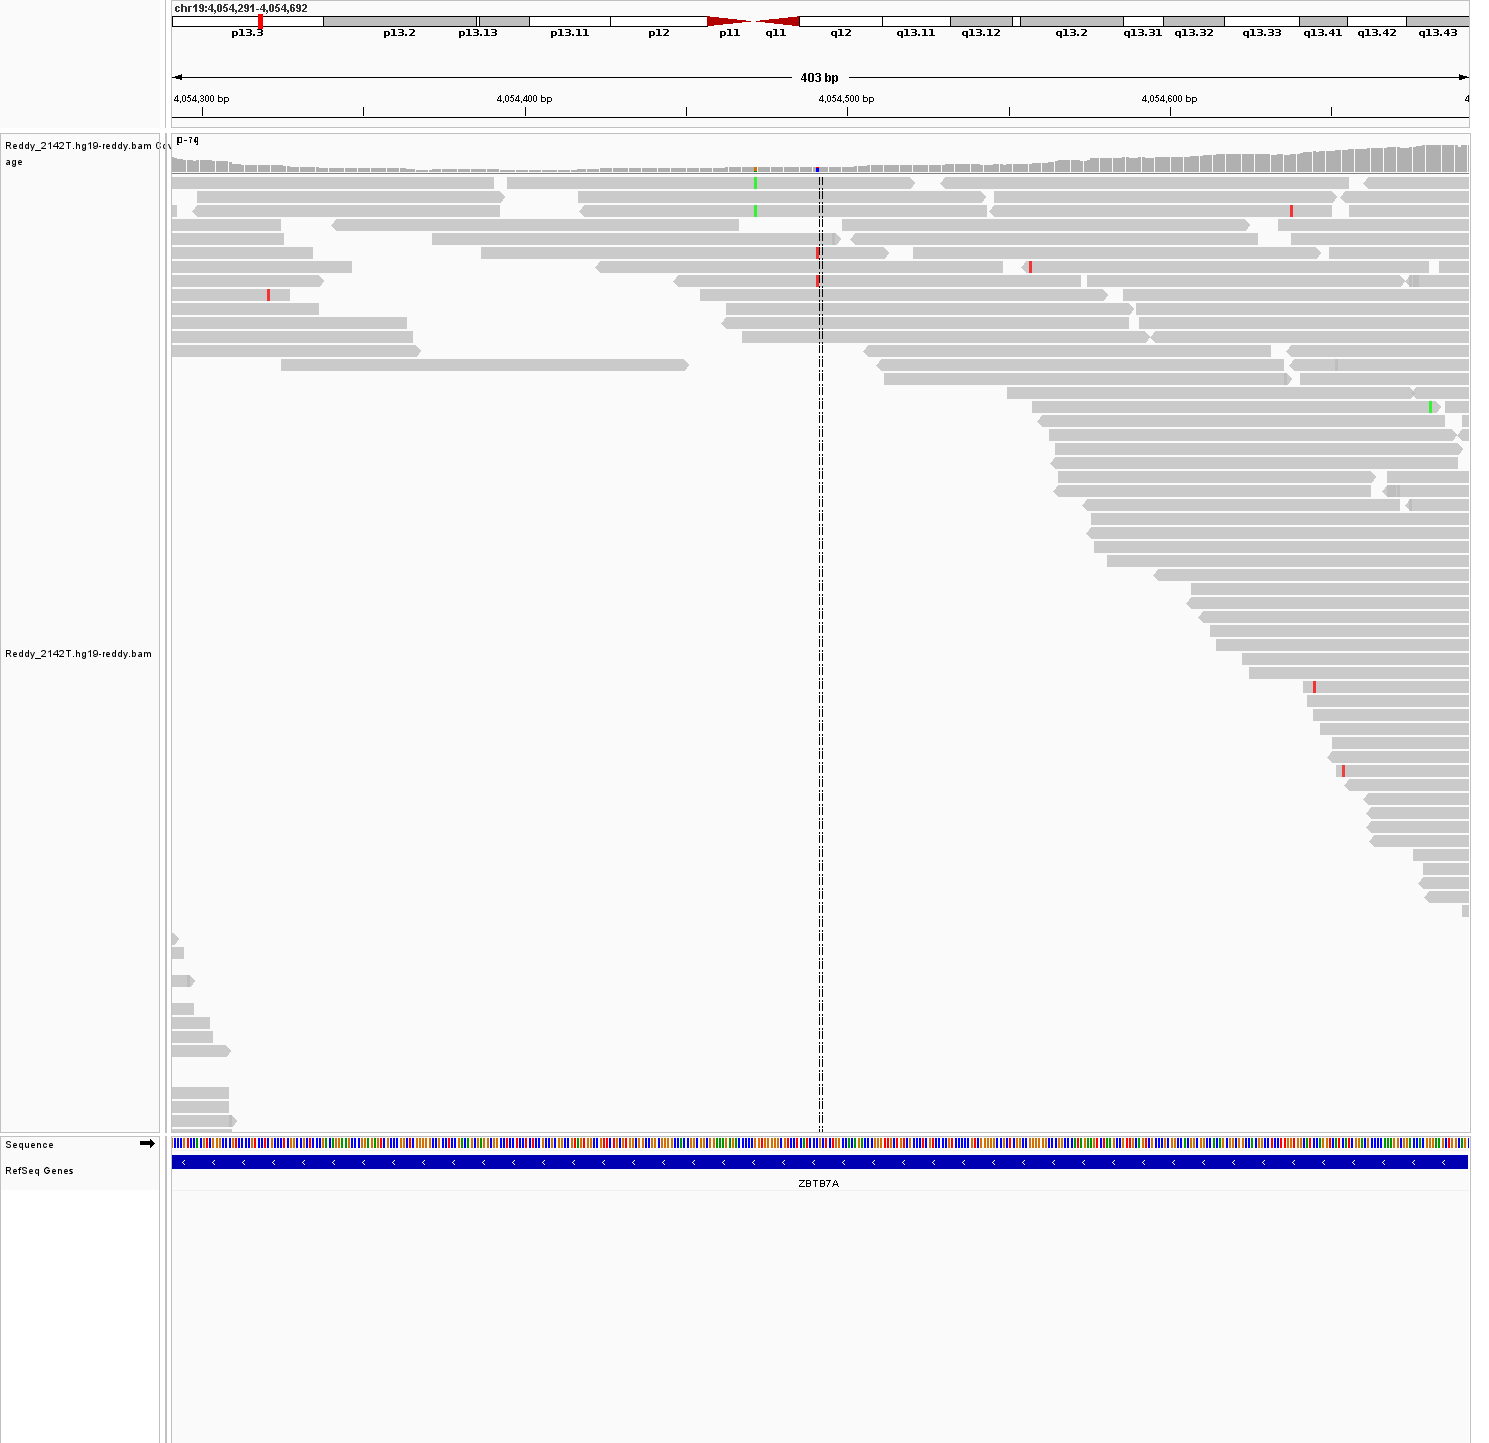 chr19:4,054,291-4,054,692
p13.3 p13.2 p13.13 p13.11 p12 p11 q11 q12 q13.11 q13.12 q13.2 q13.31 q13.32 q13.33 q13.41 q13.42 q13.43
403 bp
4,054,300 bp 4,054,400 bp 4,054,500 bp 4,054,600 bp 4
Reddy_2142T.hg19-reddy.bam Cov
age
[0-74]
Reddy_2142T.hg19-reddy.bam
Sequence
RefSeq Genes
ZBTB7A